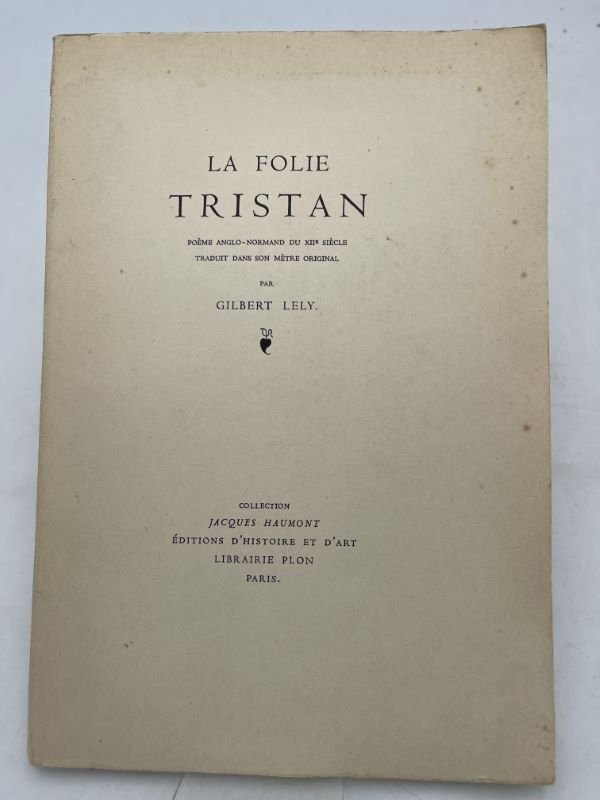 LA FOLIE
TRISTAN
POÈME ANGLO-NORMAND DU XIIE SIÈCLE
TRADUIT DANS SON MÈTRE ORIGINAL
PAR
GILBERT LELY.
COLLECTION
JACQUES HAUMONT
ÉDITIONS D'HISTOIRE ET D'ART
LIBRAIRIE PLON
PARIS.